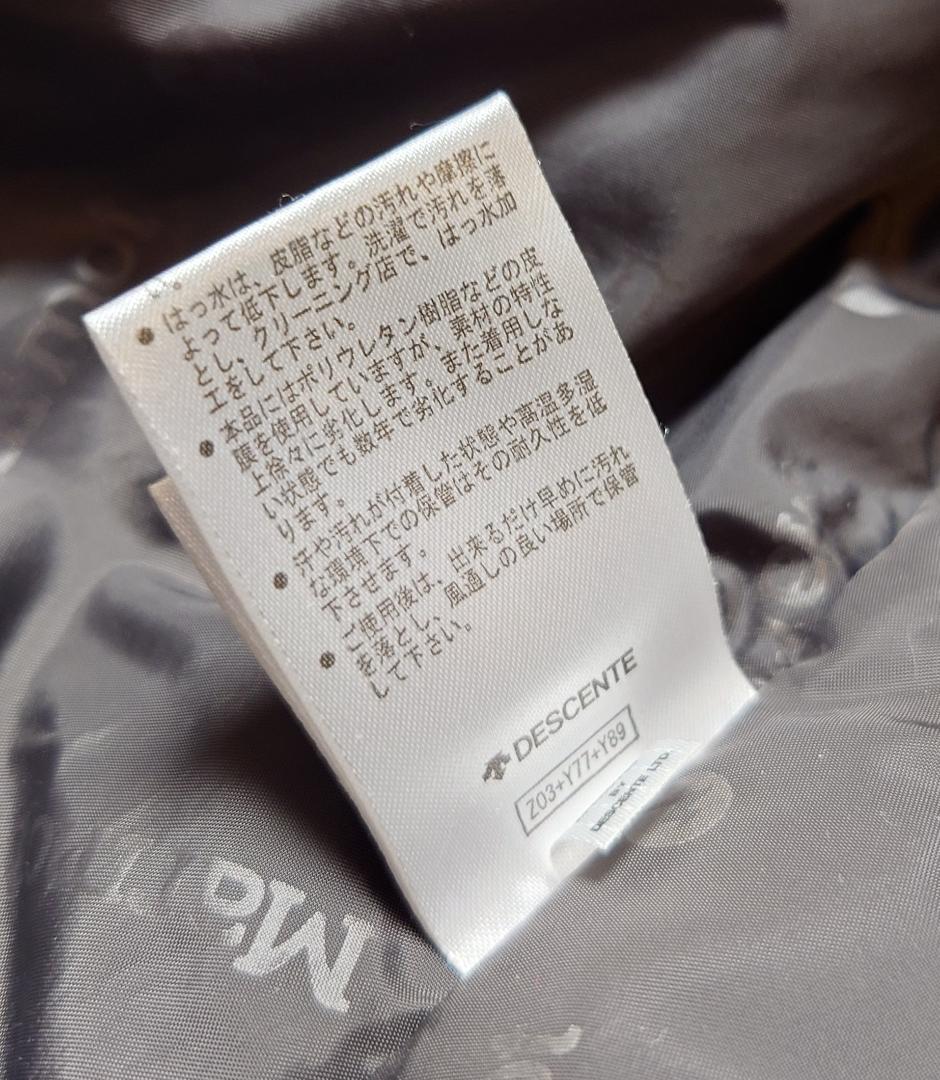 い。
● はっ水は、皮脂などの汚れや摩擦に
よって低下します。洗濯で汚れを落
とし、クリーニング店で、はっ水加
工をして下さい。
● 本品にはポリウレタン樹脂などの皮
膜を使用していますが、素材の特性
上徐々に劣化します。また着用しな
い状態でも数年で劣化することがあ
ります。
● 汗や汚れが付着した状態や高温多湿
な環境下での保管はその耐久性を低
下させます。
● ご使用後は、出来るだけ早めに汚れ
を落とし、風通しの良い場所で保管
して下さい。
DESCENTE
Z03+Y77+Y89
BY
DESCENTE LTD.